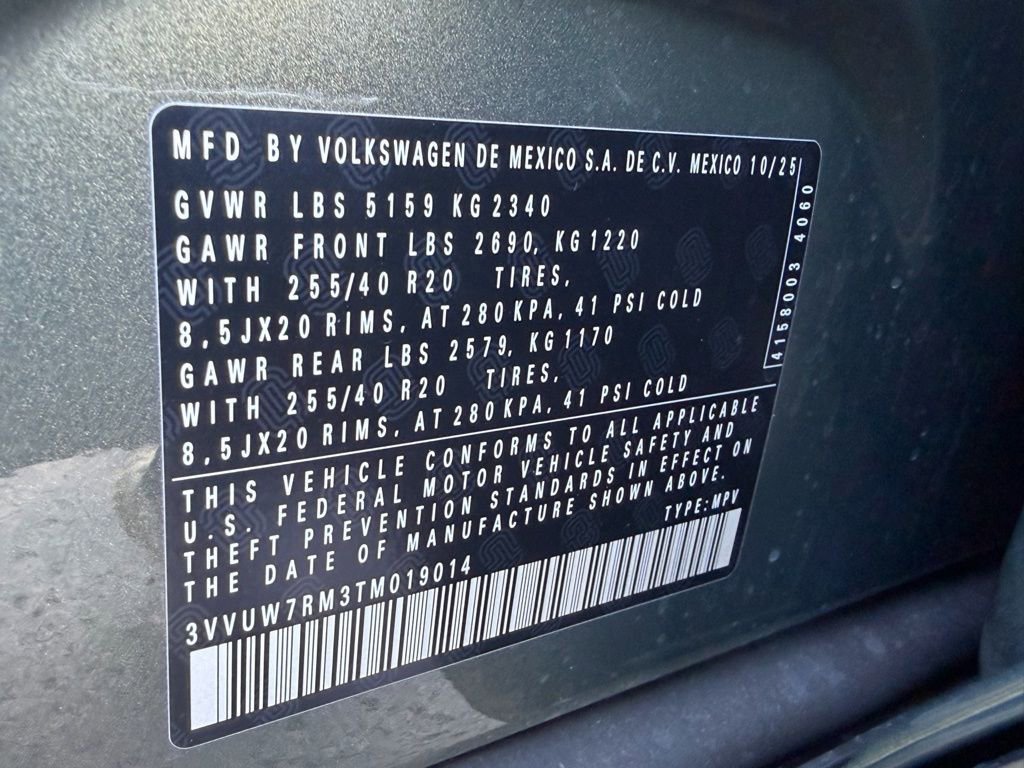 MFD BY VOLKSWAGEN DE MEXICO S.A. DE C.V. MEXICO 10/25
GVWR LBS 5159 KG 2340
GAWR FRONT LBS 2690, KG1220
WITH 255/40 R20 TIRES,
8,5JX20 RIMS, AT 280 KPA, 41 PSI COLD
GAWR REAR LBS 2579, KG1170
WITH 255/40 R20 TIRES,
8,5JX20 RIMS, AT 280 KPA, 41 PSI COLD
4158003 4060
THIS VEHICLE CONFORMS TO ALL APPLICABLE
U.S. FEDERAL MOTOR VEHICLE SAFETY AND
THEFT PREVENTION STANDARDS IN EFFECT ON
THE DATE OF MANUFACTURE SHOWN ABOVE.
TYPE: MPV
3VVUW7RM3TM019014